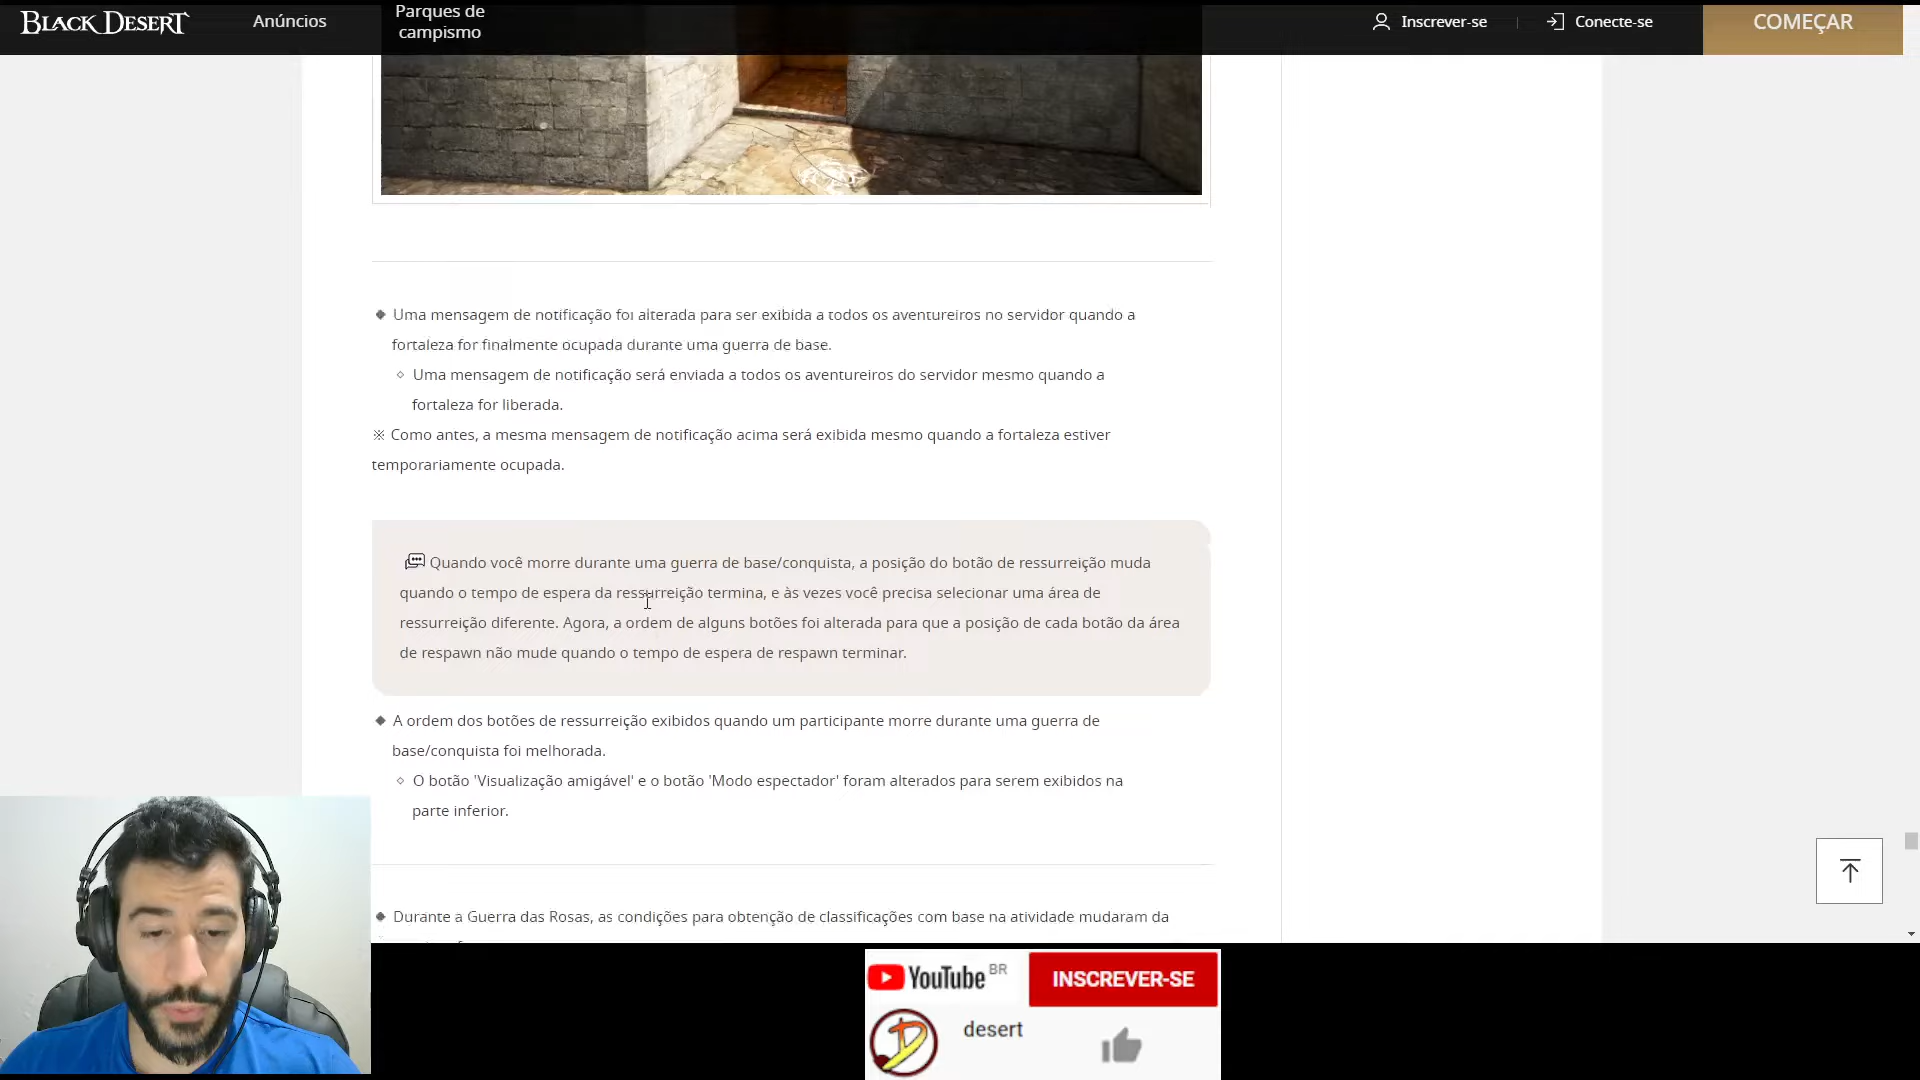 BLACK DESERT
Anúncios
Parques de
campismo
Inscrever-se
Conecte-se
COMEÇAR
Uma mensagem de notificação foi alterada para ser exibida a todos os aventureiros no servidor quando a
fortaleza for finalmente ocupada durante uma guerra de base.
Uma mensagem de notificação será enviada a todos os aventureiros do servidor mesmo quando a
fortaleza for liberada.
※ Como antes, a mesma mensagem de notificação acima será exibida mesmo quando a fortaleza estiver
temporariamente ocupada.
Quando você morre durante uma guerra de base/conquista, a posição do botão de ressurreição muda
quando o tempo de espera da ressurreição termina, e às vezes você precisa selecionar uma área de
ressurreição diferente. Agora, a ordem de alguns botões foi alterada para que a posição de cada botão da área
de respawn não mude quando o tempo de espera de respawn terminar.
A ordem dos botões de ressurreição exibidos quando um participante morre durante uma guerra de
base/conquista foi melhorada.
O botão 'Visualização amigável' e o botão 'Modo espectador' foram alterados para serem exibidos na
parte inferior.
Durante a Guerra das Rosas, as condições para obtenção de classificações com base na atividade mudaram da
YouTube BR
INSCREVER-SE
D
desert